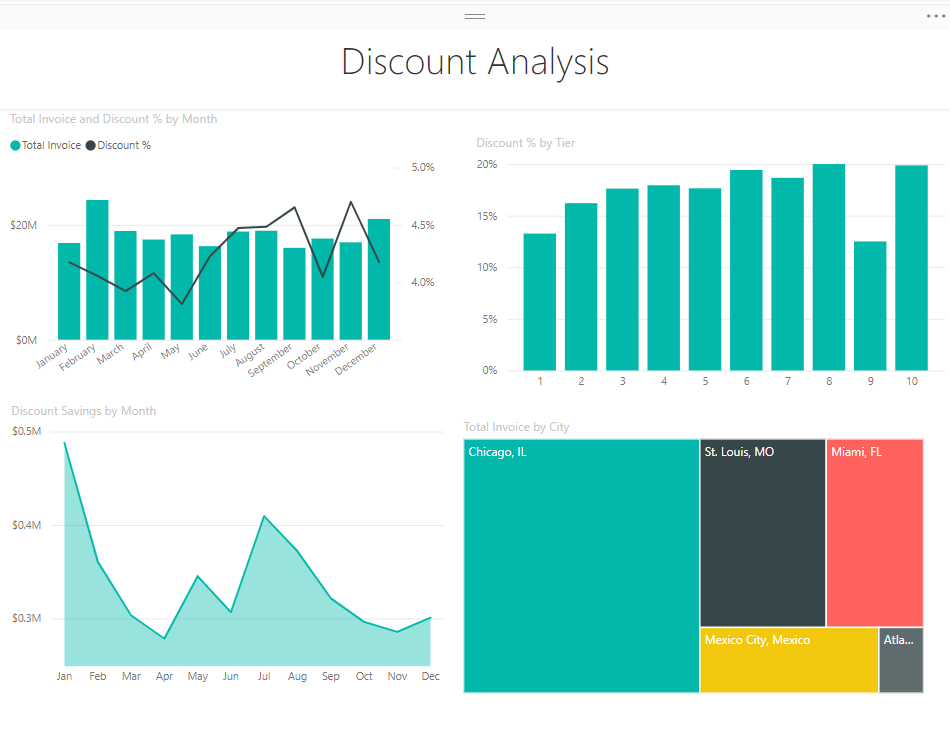 Discount Analysis
Total Invoice and Discount % by Month
Total Invoice Discount %
5.0%
$20M
4.5%
4.0%
$0M
January February March April May June July August September October November December
Discount % by Tier
20%
15%
10%
5%
0%
1 2 3 4 5 6 7 8 9 10
Discount Savings by Month
$0.5M
$0.4M
$0.3M
Jan Feb Mar Apr May Jun Jul Aug Sep Oct Nov Dec
Total Invoice by City
Chicago, IL
St. Louis, MO
Miami, FL
Mexico City, Mexico
Atla...